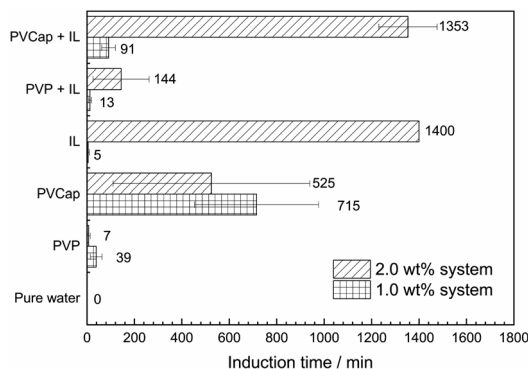 PVCap + IL
1353
91
PVP + IL
144
13
IL
1400
5
PVCap
525
715
PVP
7
39
Pure water
0
2.0 wt% system
1.0 wt% system
0 200 400 600 800 1000 1200 1400 1600 1800
Induction time / min